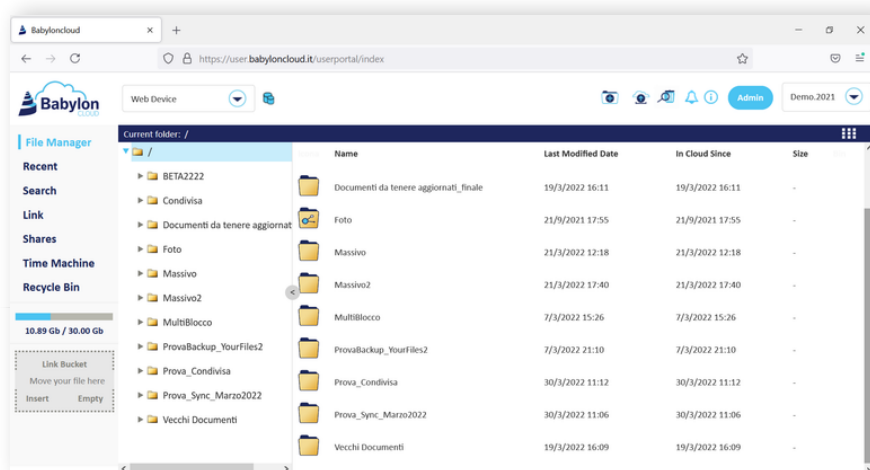 Babyloncloud
https://user.babyloncloud.it/userportal/index
Babylon
CLOUD
Web Device
Admin
Demo.2021
File Manager
Recent
Search
Link
Shares
Time Machine
Recycle Bin
10.89 Gb / 30.00 Gb
Link Bucket
Move your file here
Insert Empty
Current folder: /
/
BETA2222
Condivisa
Documenti da tenere aggiornat
Foto
Massivo
Massivo2
MultiBlocco
ProvaBackup_YourFiles2
Prova_Condivisa
Prova_Sync_Marzo2022
Vecchi Documenti
Name Last Modified Date In Cloud Since Size
Documenti da tenere aggiornati_finale 19/3/2022 16:11 19/3/2022 16:11 -
Foto 21/9/2021 17:55 21/9/2021 17:55 -
Massivo 21/3/2022 12:18 21/3/2022 12:18 -
Massivo2 21/3/2022 17:40 21/3/2022 17:40 -
MultiBlocco 7/3/2022 15:26 7/3/2022 15:26 -
ProvaBackup_YourFiles2 7/3/2022 21:10 7/3/2022 21:10 -
Prova_Condivisa 30/3/2022 11:12 30/3/2022 11:12 -
Prova_Sync_Marzo2022 30/3/2022 11:06 30/3/2022 11:06 -
Vecchi Documenti 19/3/2022 16:09 19/3/2022 16:09 -